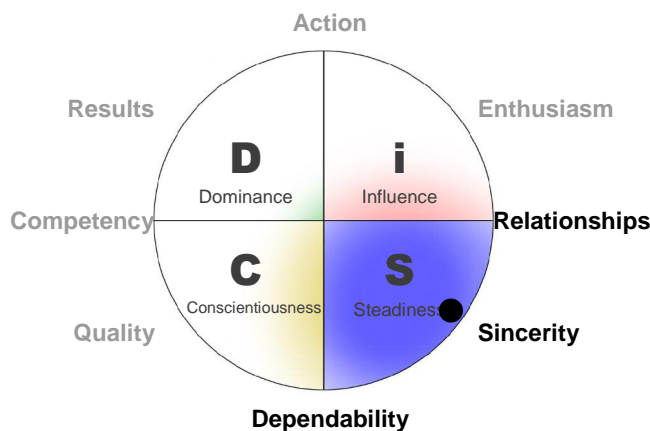 Action
Results
Enthusiasm
D
Dominance
i
Influence
Competency
Relationships
C
Conscientiousness
S
Steadiness
Quality
Sincerity
Dependability